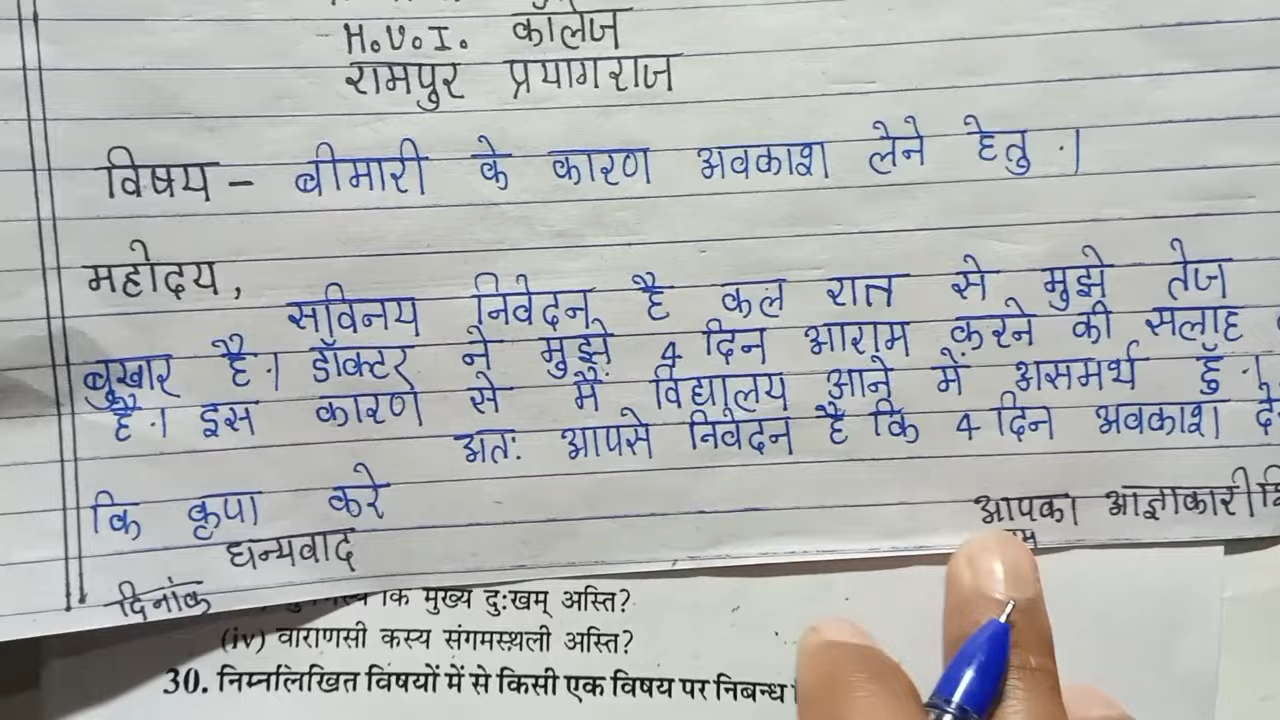 H.V.I. कॉलेज
रामपुर प्रयागराज
विषय - बीमारी के कारण अवकाश लेने हेतु ।
महोदय,
सविनय निवेदन है कल रात से मुझे तेज
बुखार है। डॉक्टर ने मुझे 4 दिन आराम करने की सलाह
है। इस कारण से मैं विद्यालय आने में असमर्थ हूँ ।
अतः आपसे निवेदन है कि 4 दिन अवकाश दे
कि कृपा करे
आपका आज्ञाकारी
धन्यवाद
दिनांक
कि मुख्य दुःखम् अस्ति?
(iv) वाराणसी कस्य संगमस्थली अस्ति?
30. निम्नलिखित विषयों में से किसी एक विषय पर निबन्ध